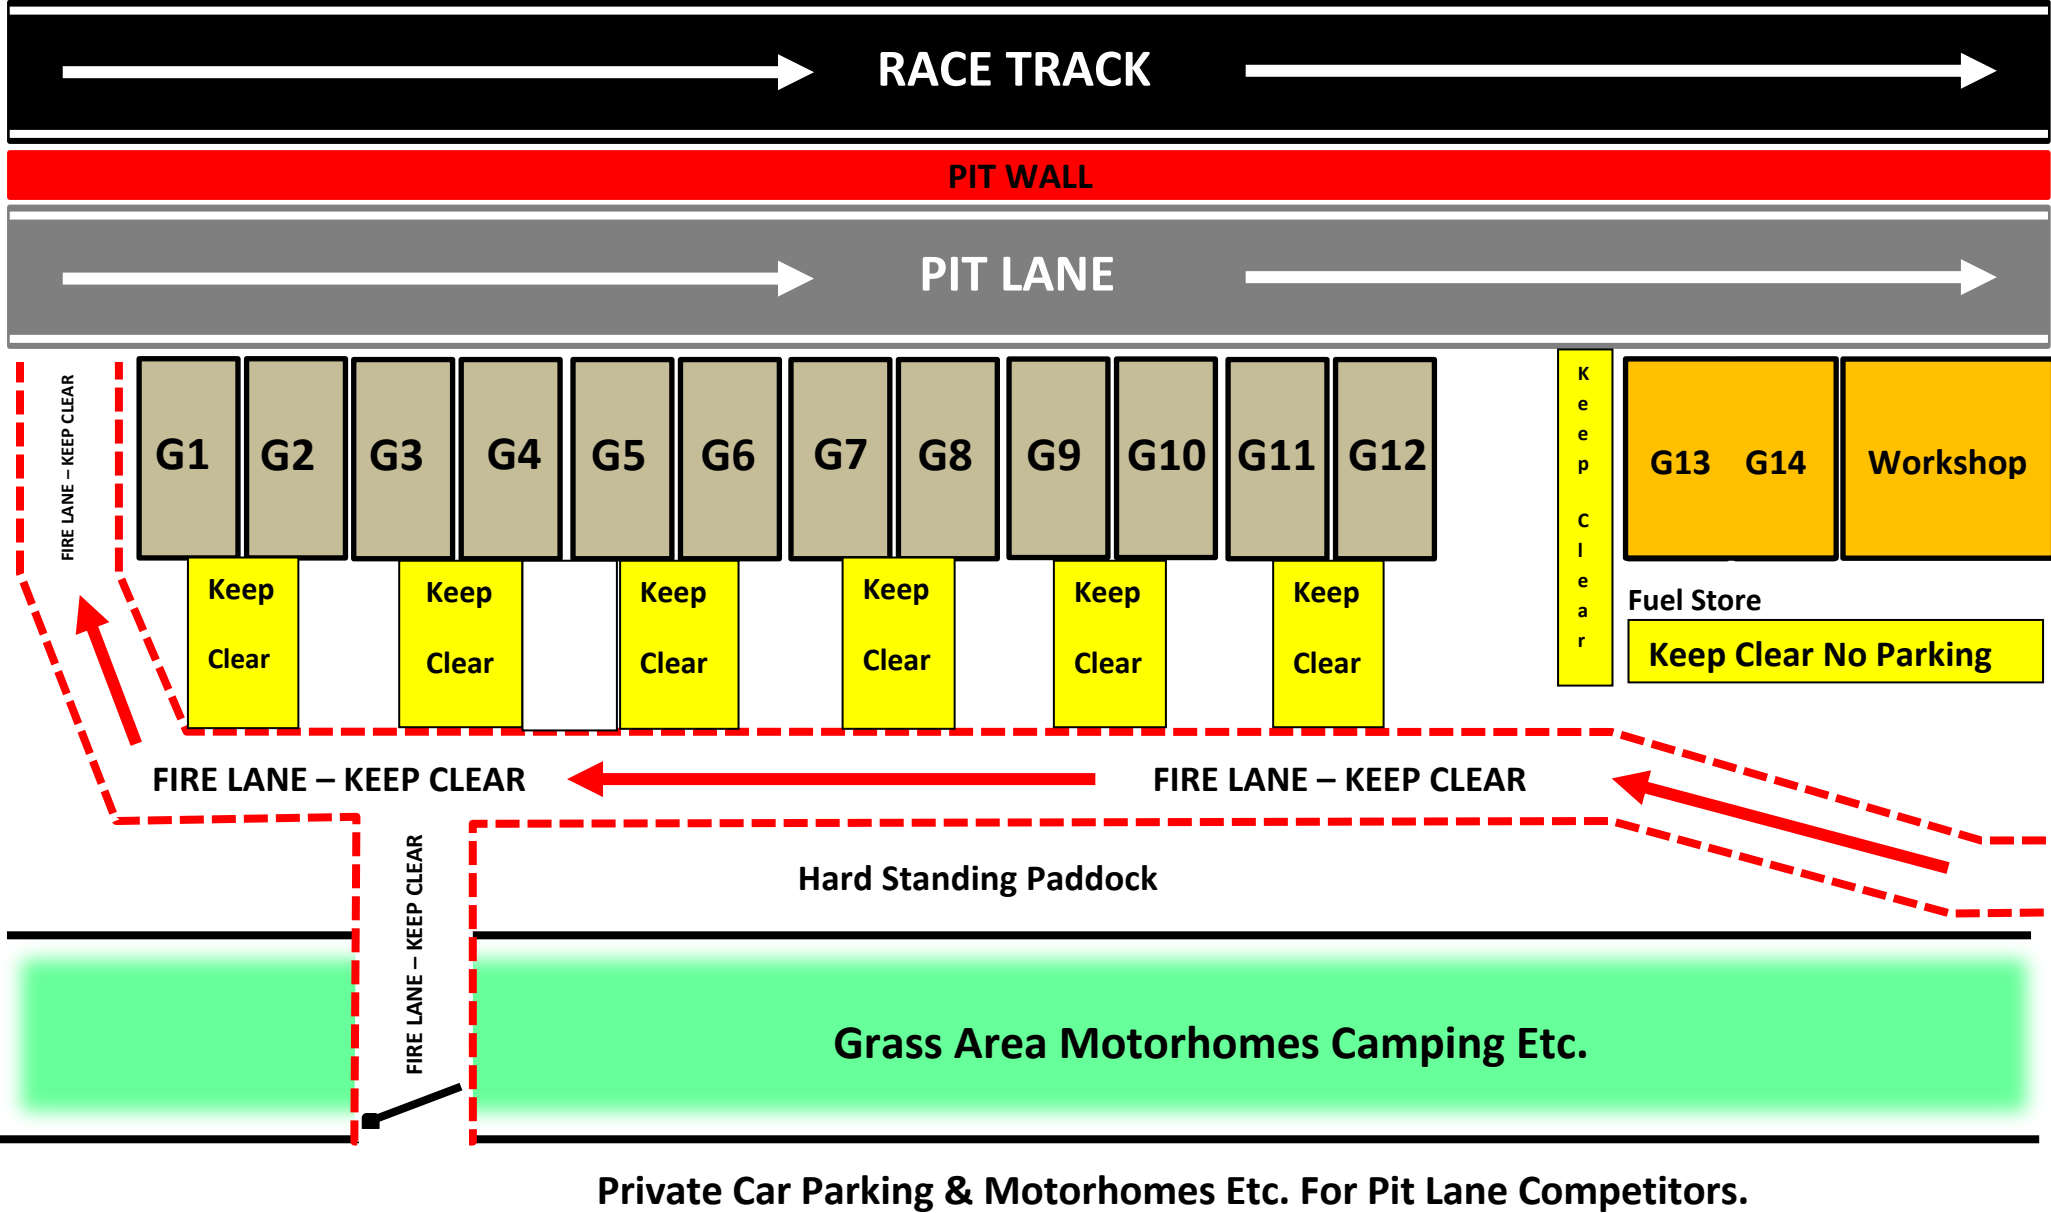 RACE TRACK
PIT WALL
PIT LANE
FIRE LANE – KEEP CLEAR
G1
G2
G3
G4
G5
G6
G7
G8
G9
G10
G11
G12
Keep Clear
G13 G14
Workshop
Keep
Clear
Keep
Clear
Keep
Clear
Keep
Clear
Keep
Clear
Keep
Clear
Fuel Store
Keep Clear No Parking
FIRE LANE – KEEP CLEAR
FIRE LANE – KEEP CLEAR
FIRE LANE – KEEP CLEAR
Hard Standing Paddock
Grass Area Motorhomes Camping Etc.
Private Car Parking & Motorhomes Etc. For Pit Lane Competitors.